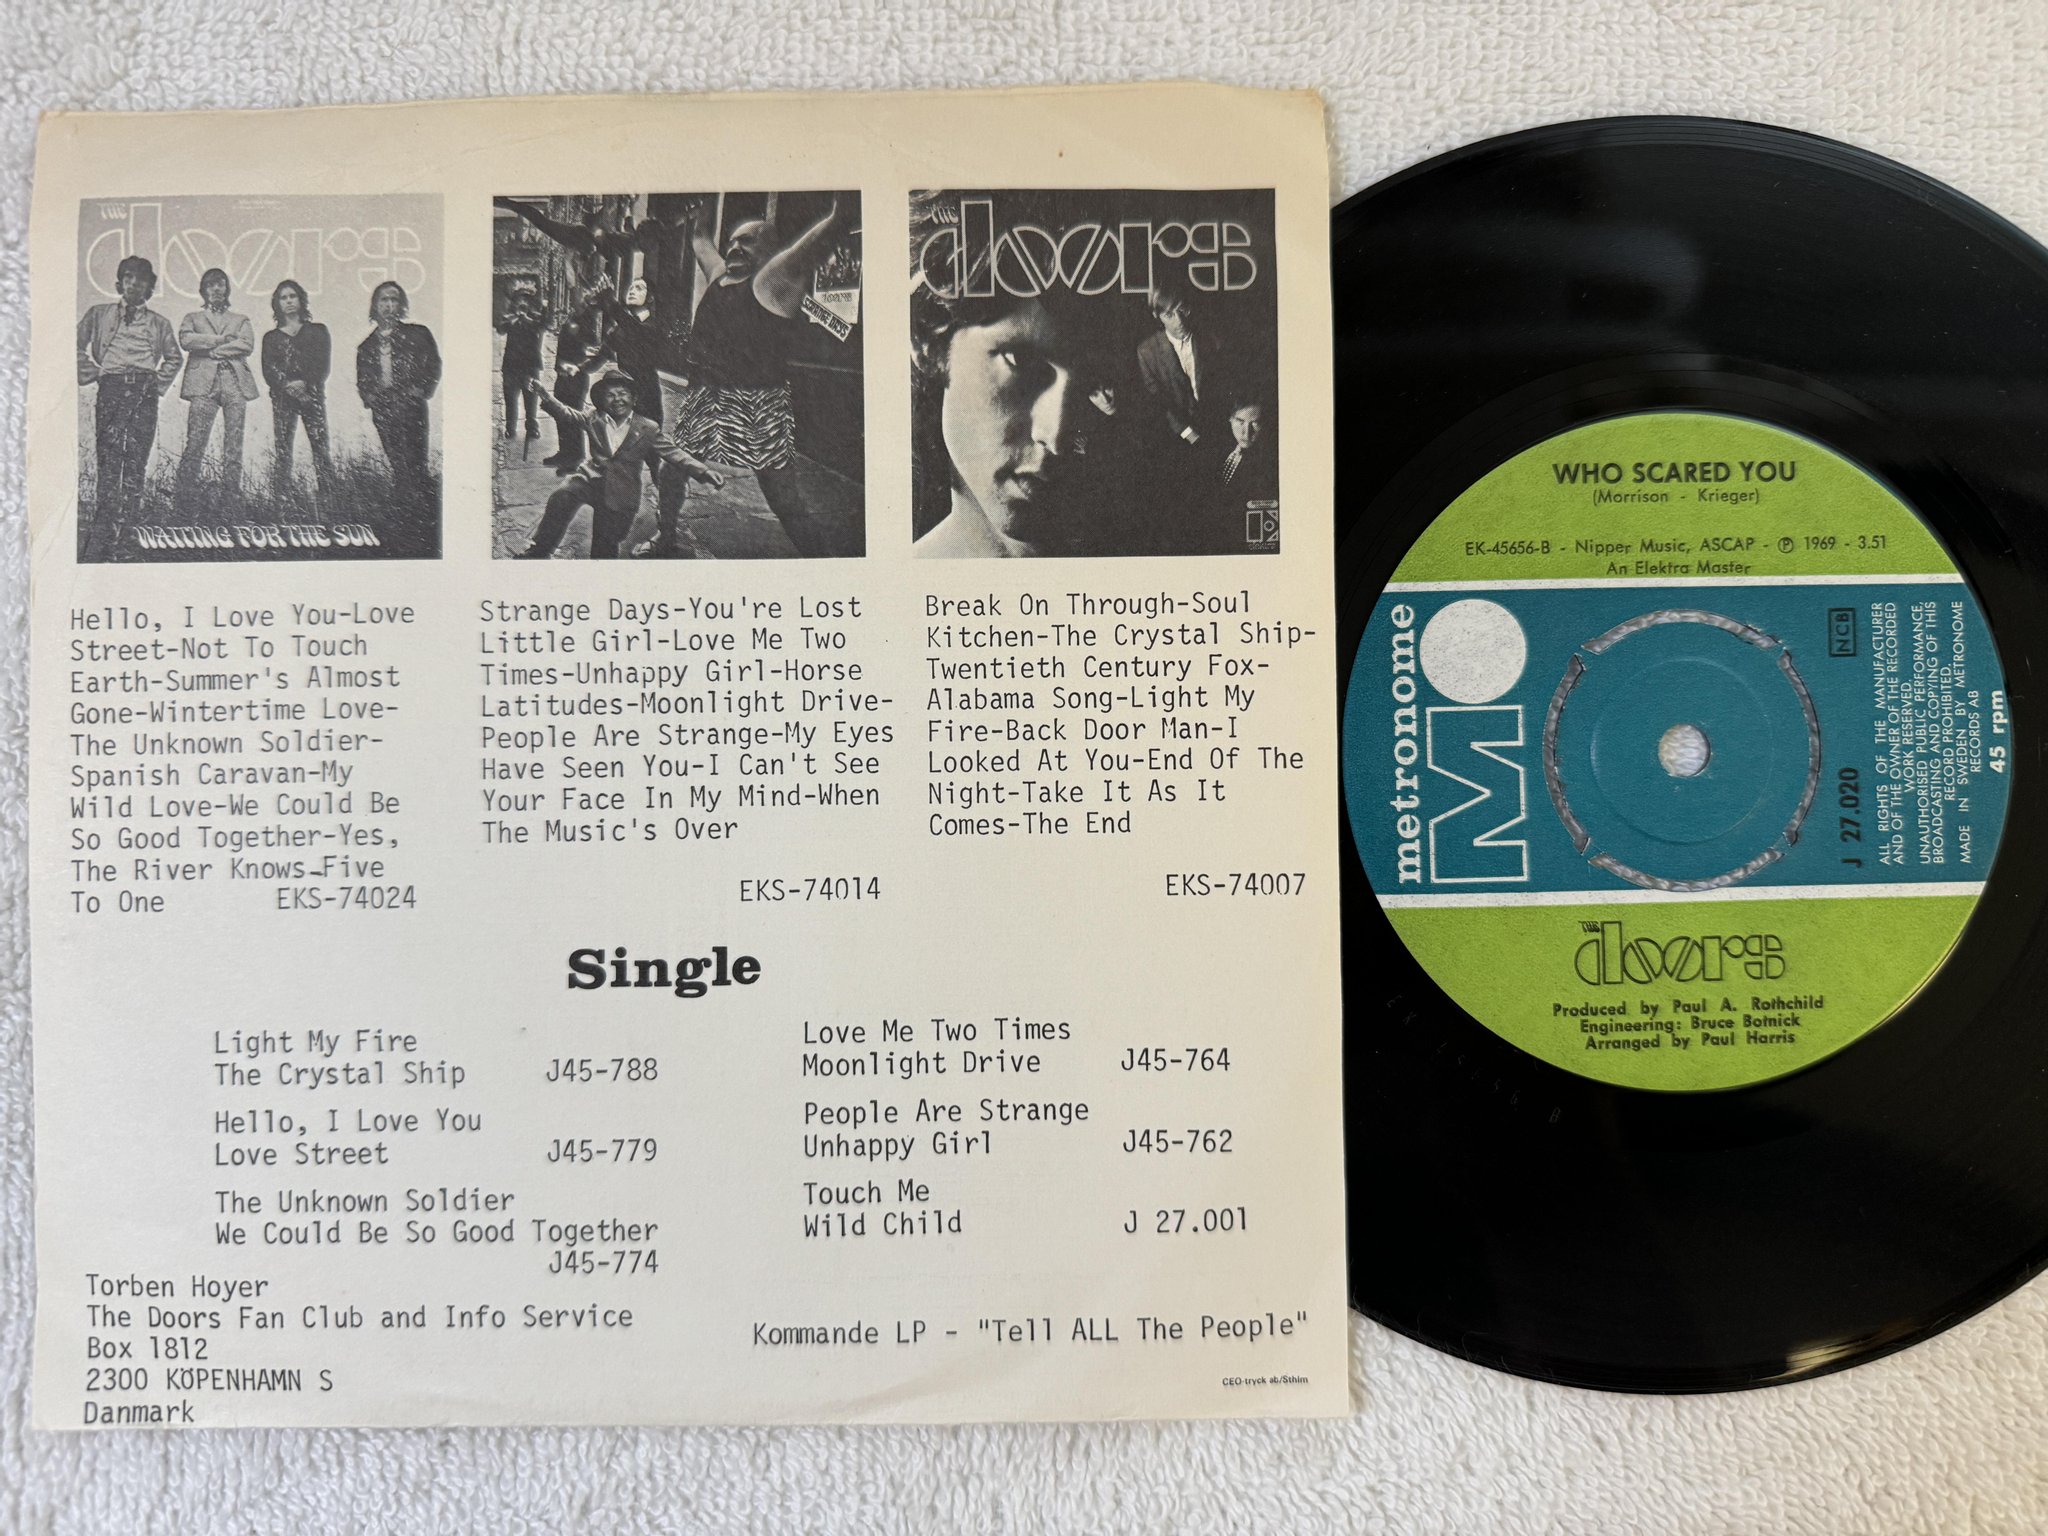 THE
doors
WAITING FOR THE SUN
Hello, I Love You-Love
Street-Not To Touch
Earth-Summer's Almost
Gone-Wintertime Love-
The Unknown Soldier-
Spanish Caravan-My
Wild Love-We Could Be
So Good Together-Yes,
The River Knows-Five
To One EKS-74024
STRANGE DAYS
Strange Days-You're Lost
Little Girl-Love Me Two
Times-Unhappy Girl-Horse
Latitudes-Moonlight Drive-
People Are Strange-My Eyes
Have Seen You-I Can't See
Your Face In My Mind-When
The Music's Over
EKS-74014
THE
doors
Break On Through-Soul
Kitchen-The Crystal Ship-
Twentieth Century Fox-
Alabama Song-Light My
Fire-Back Door Man-I
Looked At You-End Of The
Night-Take It As It
Comes-The End
EKS-74007
Single
Light My Fire
The Crystal Ship J45-788
Hello, I Love You
Love Street J45-779
The Unknown Soldier
We Could Be So Good Together
J45-774
Love Me Two Times
Moonlight Drive J45-764
People Are Strange
Unhappy Girl J45-762
Touch Me
Wild Child J 27.001
Torben Hoyer
The Doors Fan Club and Info Service
Box 1812
2300 KÖPENHAMN S
Danmark
Kommande LP - "Tell ALL The People"
CEO-tryck ab/Sthlm
WHO SCARED YOU
(Morrison - Krieger)
EK-45656-B - Nipper Music, ASCAP - Ⓟ 1969 - 3.51
An Elektra Master
metronome
M
NCB
J 27.020
ALL RIGHTS OF THE MANUFACTURER
AND OF THE OWNER OF THE RECORDED
WORK RESERVED.
UNAUTHORISED PUBLIC PERFORMANCE,
BROADCASTING AND COPYING OF THIS
RECORD PROHIBITED.
MADE IN SWEDEN BY METRONOME
RECORDS AB
45 rpm
THE
doors
Produced by Paul A. Rothchild
Engineering: Bruce Botnick
Arranged by Paul Harris